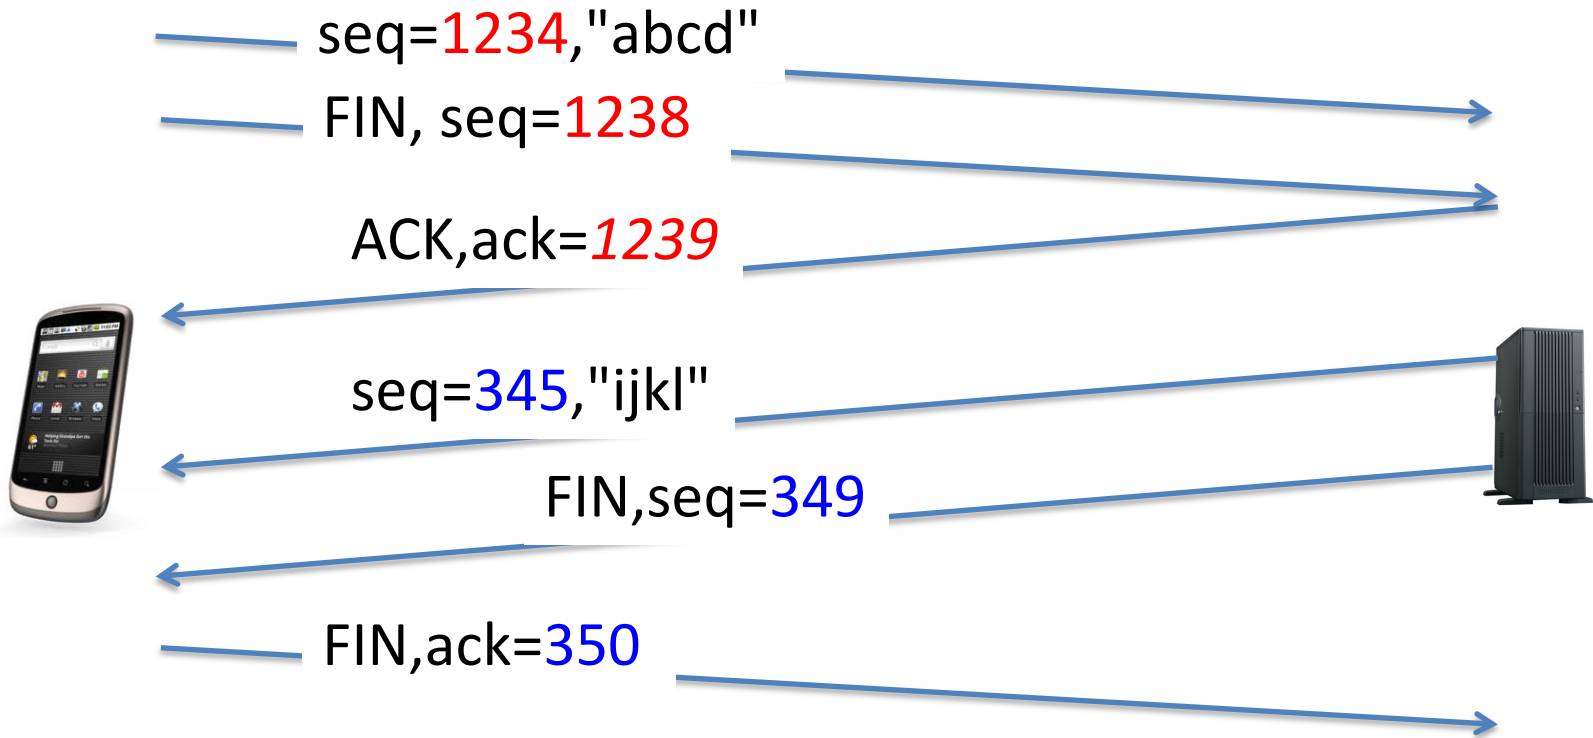 seq=1234,"abcd"
FIN, seq=1238
ACK,ack=1239
seq=345,"ijkl"
FIN,seq=349
FIN,ack=350